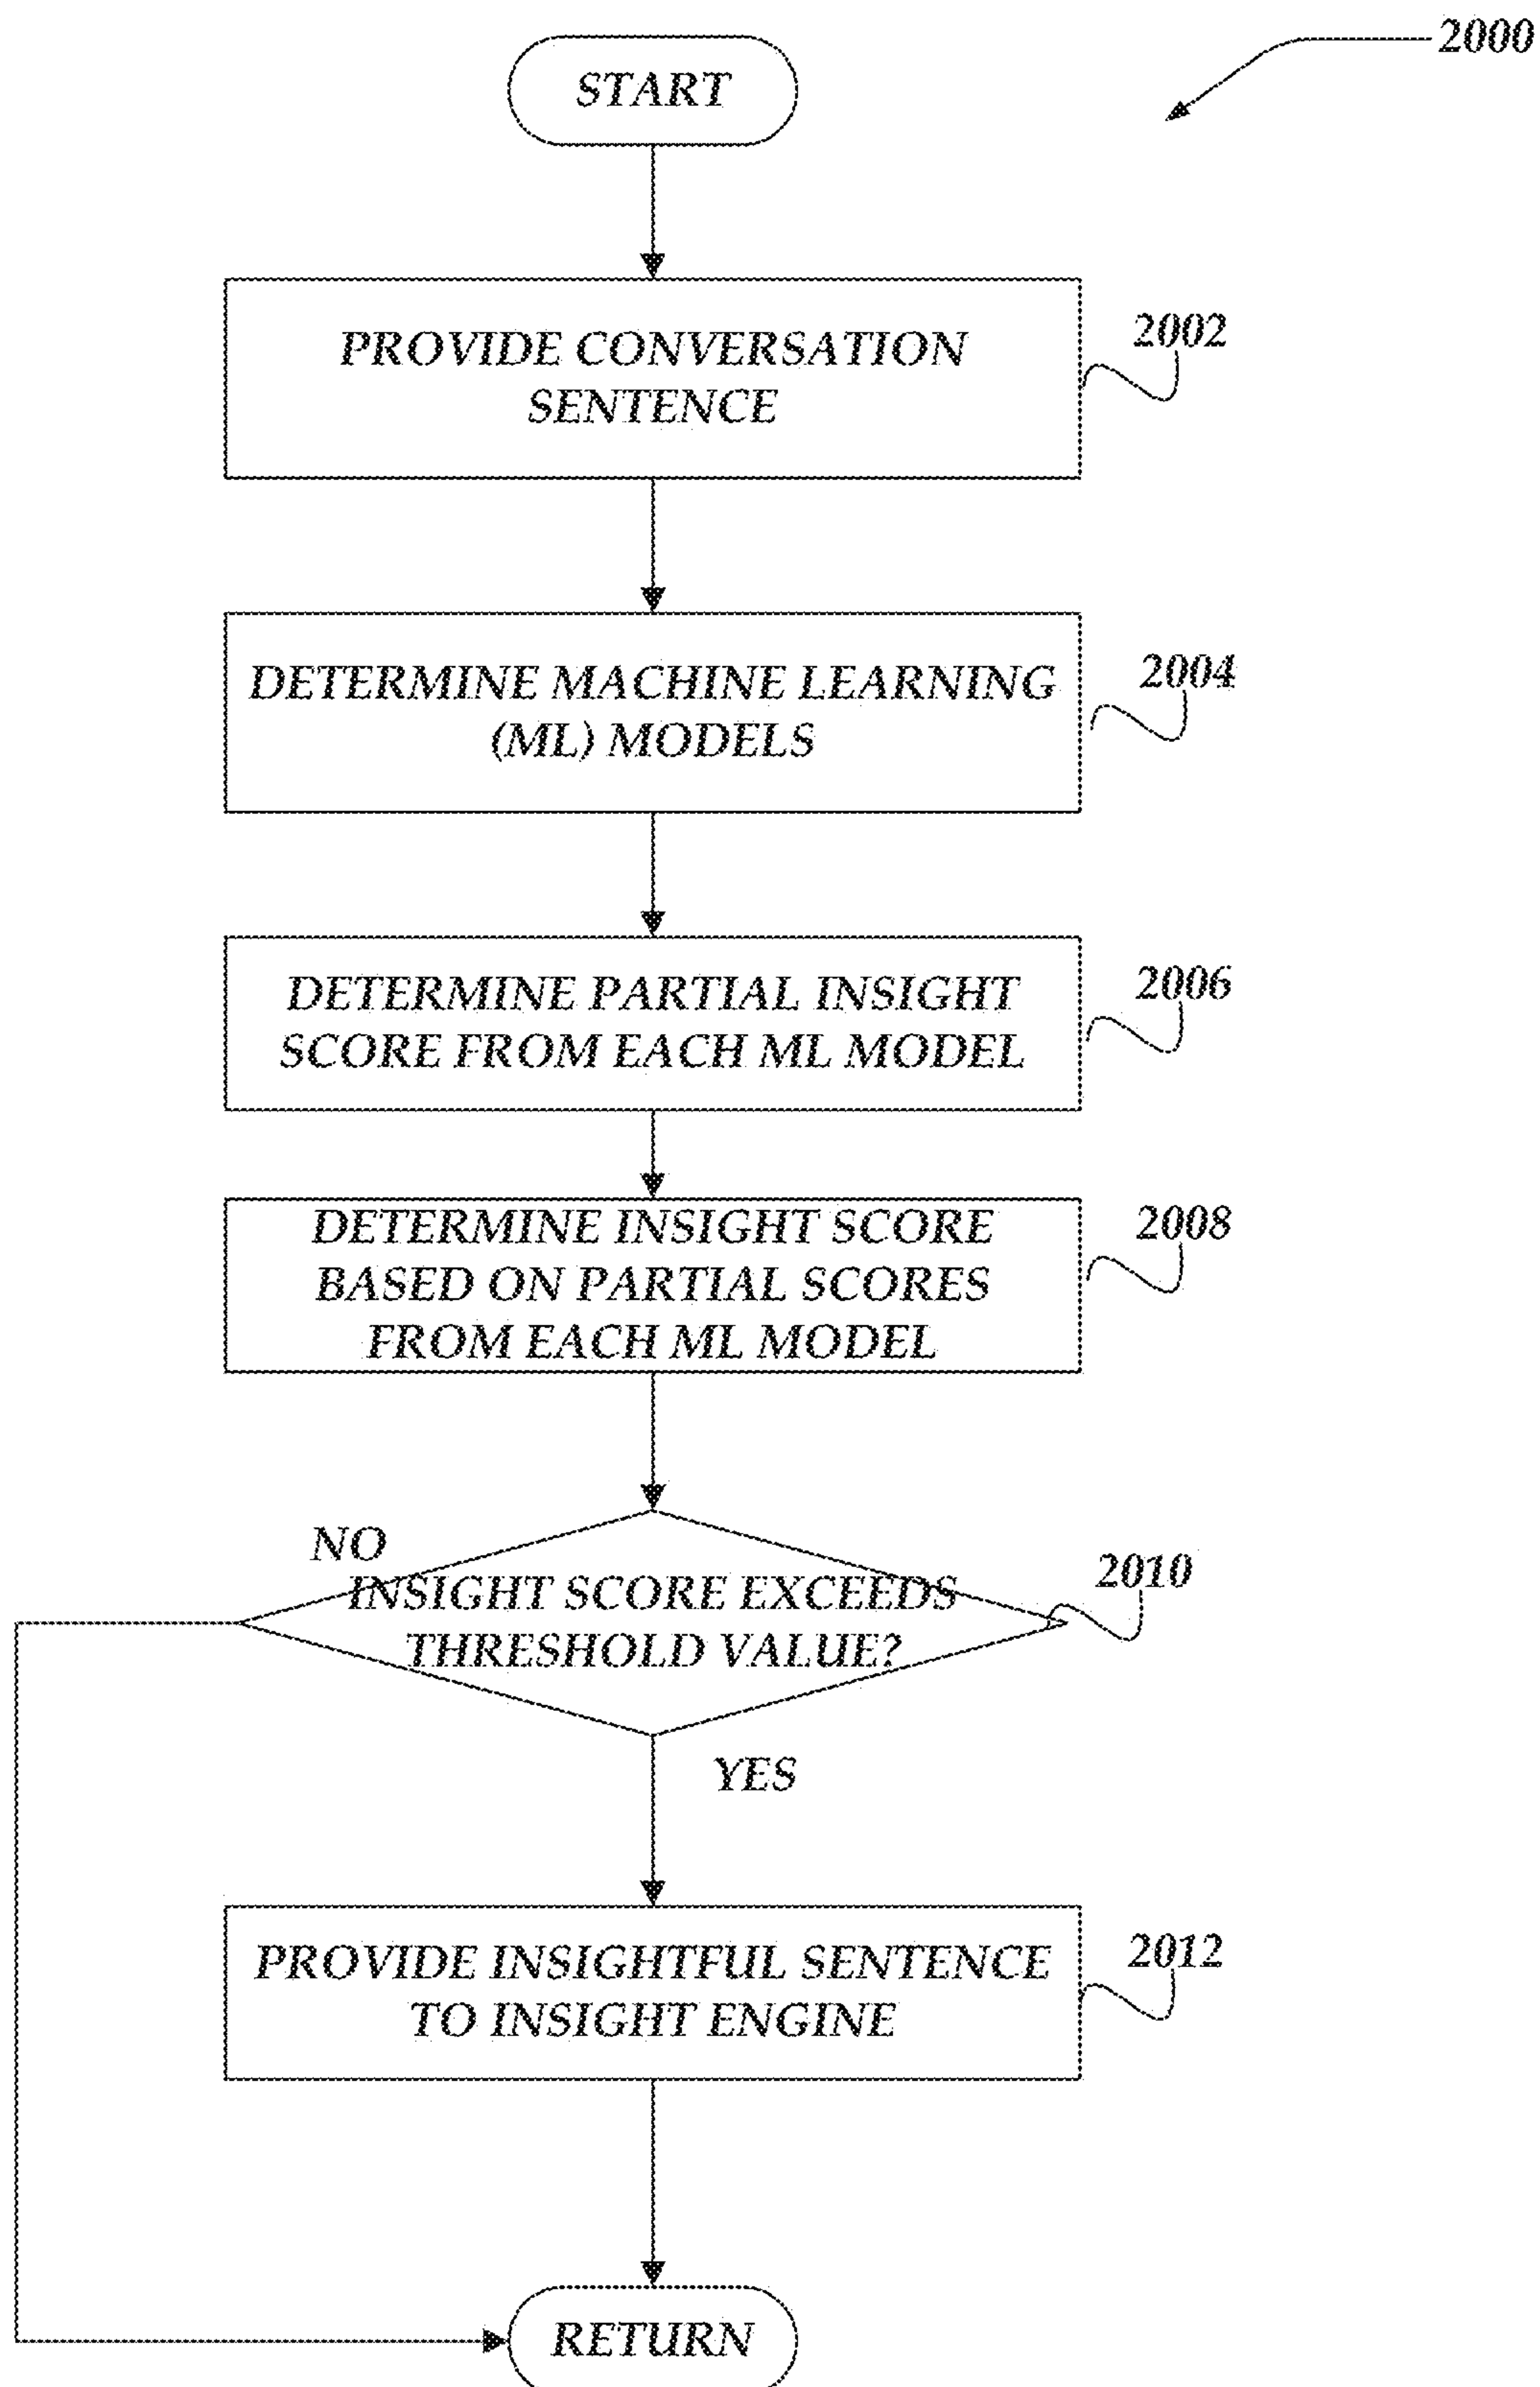 2000
START
PROVIDE CONVERSATION
SENTENCE
2002
DETERMINE MACHINE LEARNING
(ML) MODELS
2004
DETERMINE PARTIAL INSIGHT
SCORE FROM EACH ML MODEL
2006
DETERMINE INSIGHT SCORE
BASED ON PARTIAL SCORES
FROM EACH ML MODEL
2008
NO
INSIGHT SCORE EXCEEDS
THRESHOLD VALUE?
2010
YES
PROVIDE INSIGHTFUL SENTENCE
TO INSIGHT ENGINE
2012
RETURN